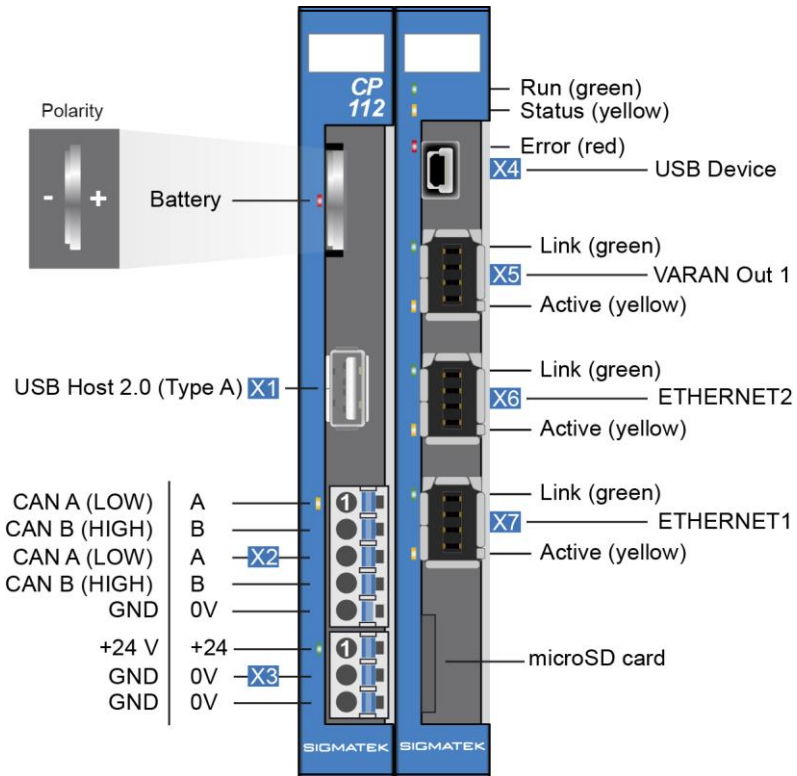 CP
112
Run (green)
Status (yellow)
Polarity
- +
Error (red)
X4 USB Device
Battery
Link (green)
X5 VARAN Out 1
Active (yellow)
Link (green)
USB Host 2.0 (Type A) X1
X6 ETHERNET2
Active (yellow)
CAN A (LOW) A 1
Link (green)
CAN B (HIGH) B
X7 ETHERNET1
CAN A (LOW) A X2
Active (yellow)
CAN B (HIGH) B
GND 0V
+24 V +24 1
microSD card
GND 0V X3
GND 0V
SIGMATEK SIGMATEK